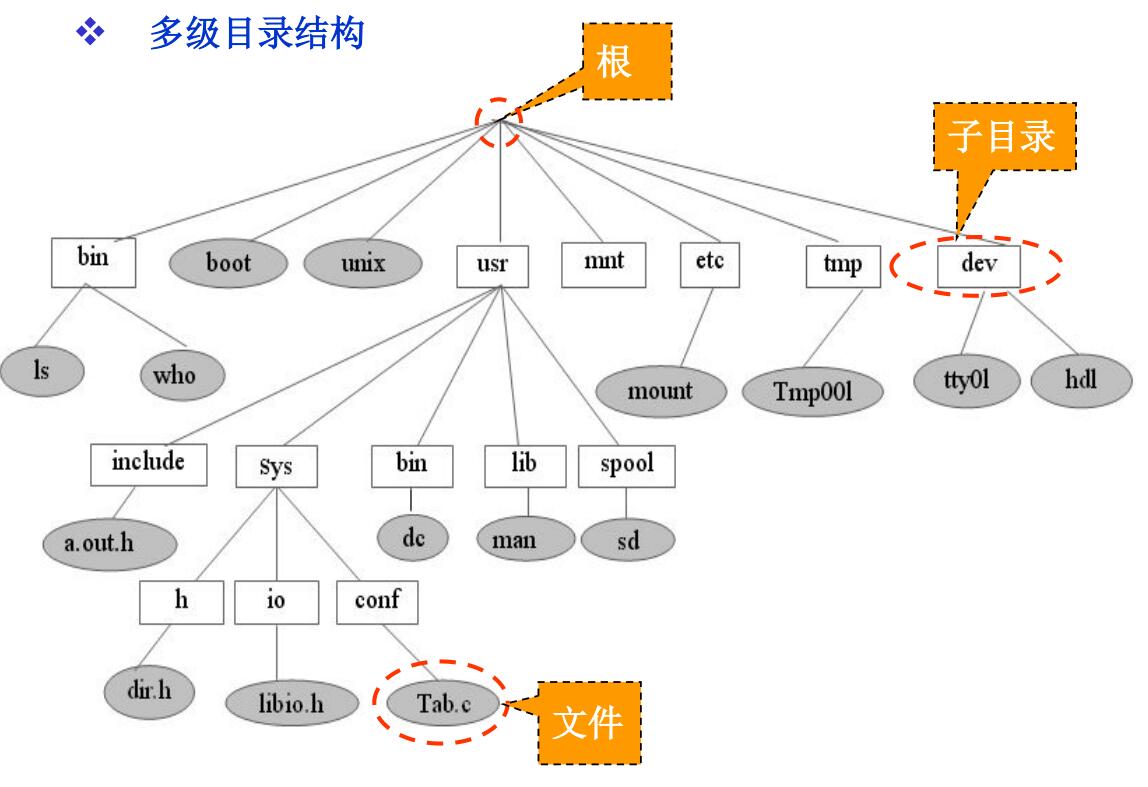 多级目录结构
根
子目录
bin
boot
unix
usr
mnt
etc
tmp
dev
ls
who
mount
Tmp00l
tty0l
hdl
include
sys
bin
lib
spool
a.out.h
dc
man
sd
h
io
conf
dir.h
libio.h
Tab.c
文件